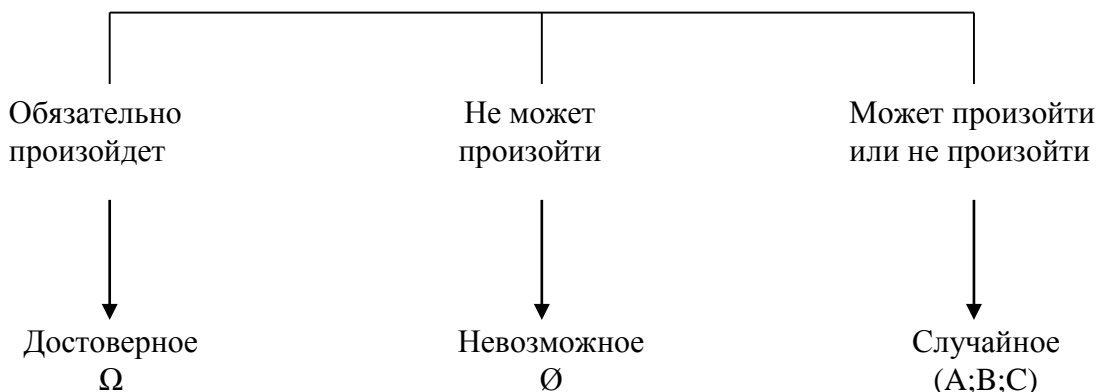 Обязательно
произойдет
Не может
произойти
Может произойти
или не произойти
Достоверное
Ω
Невозможное
Ø
Случайное
(А;В;С)